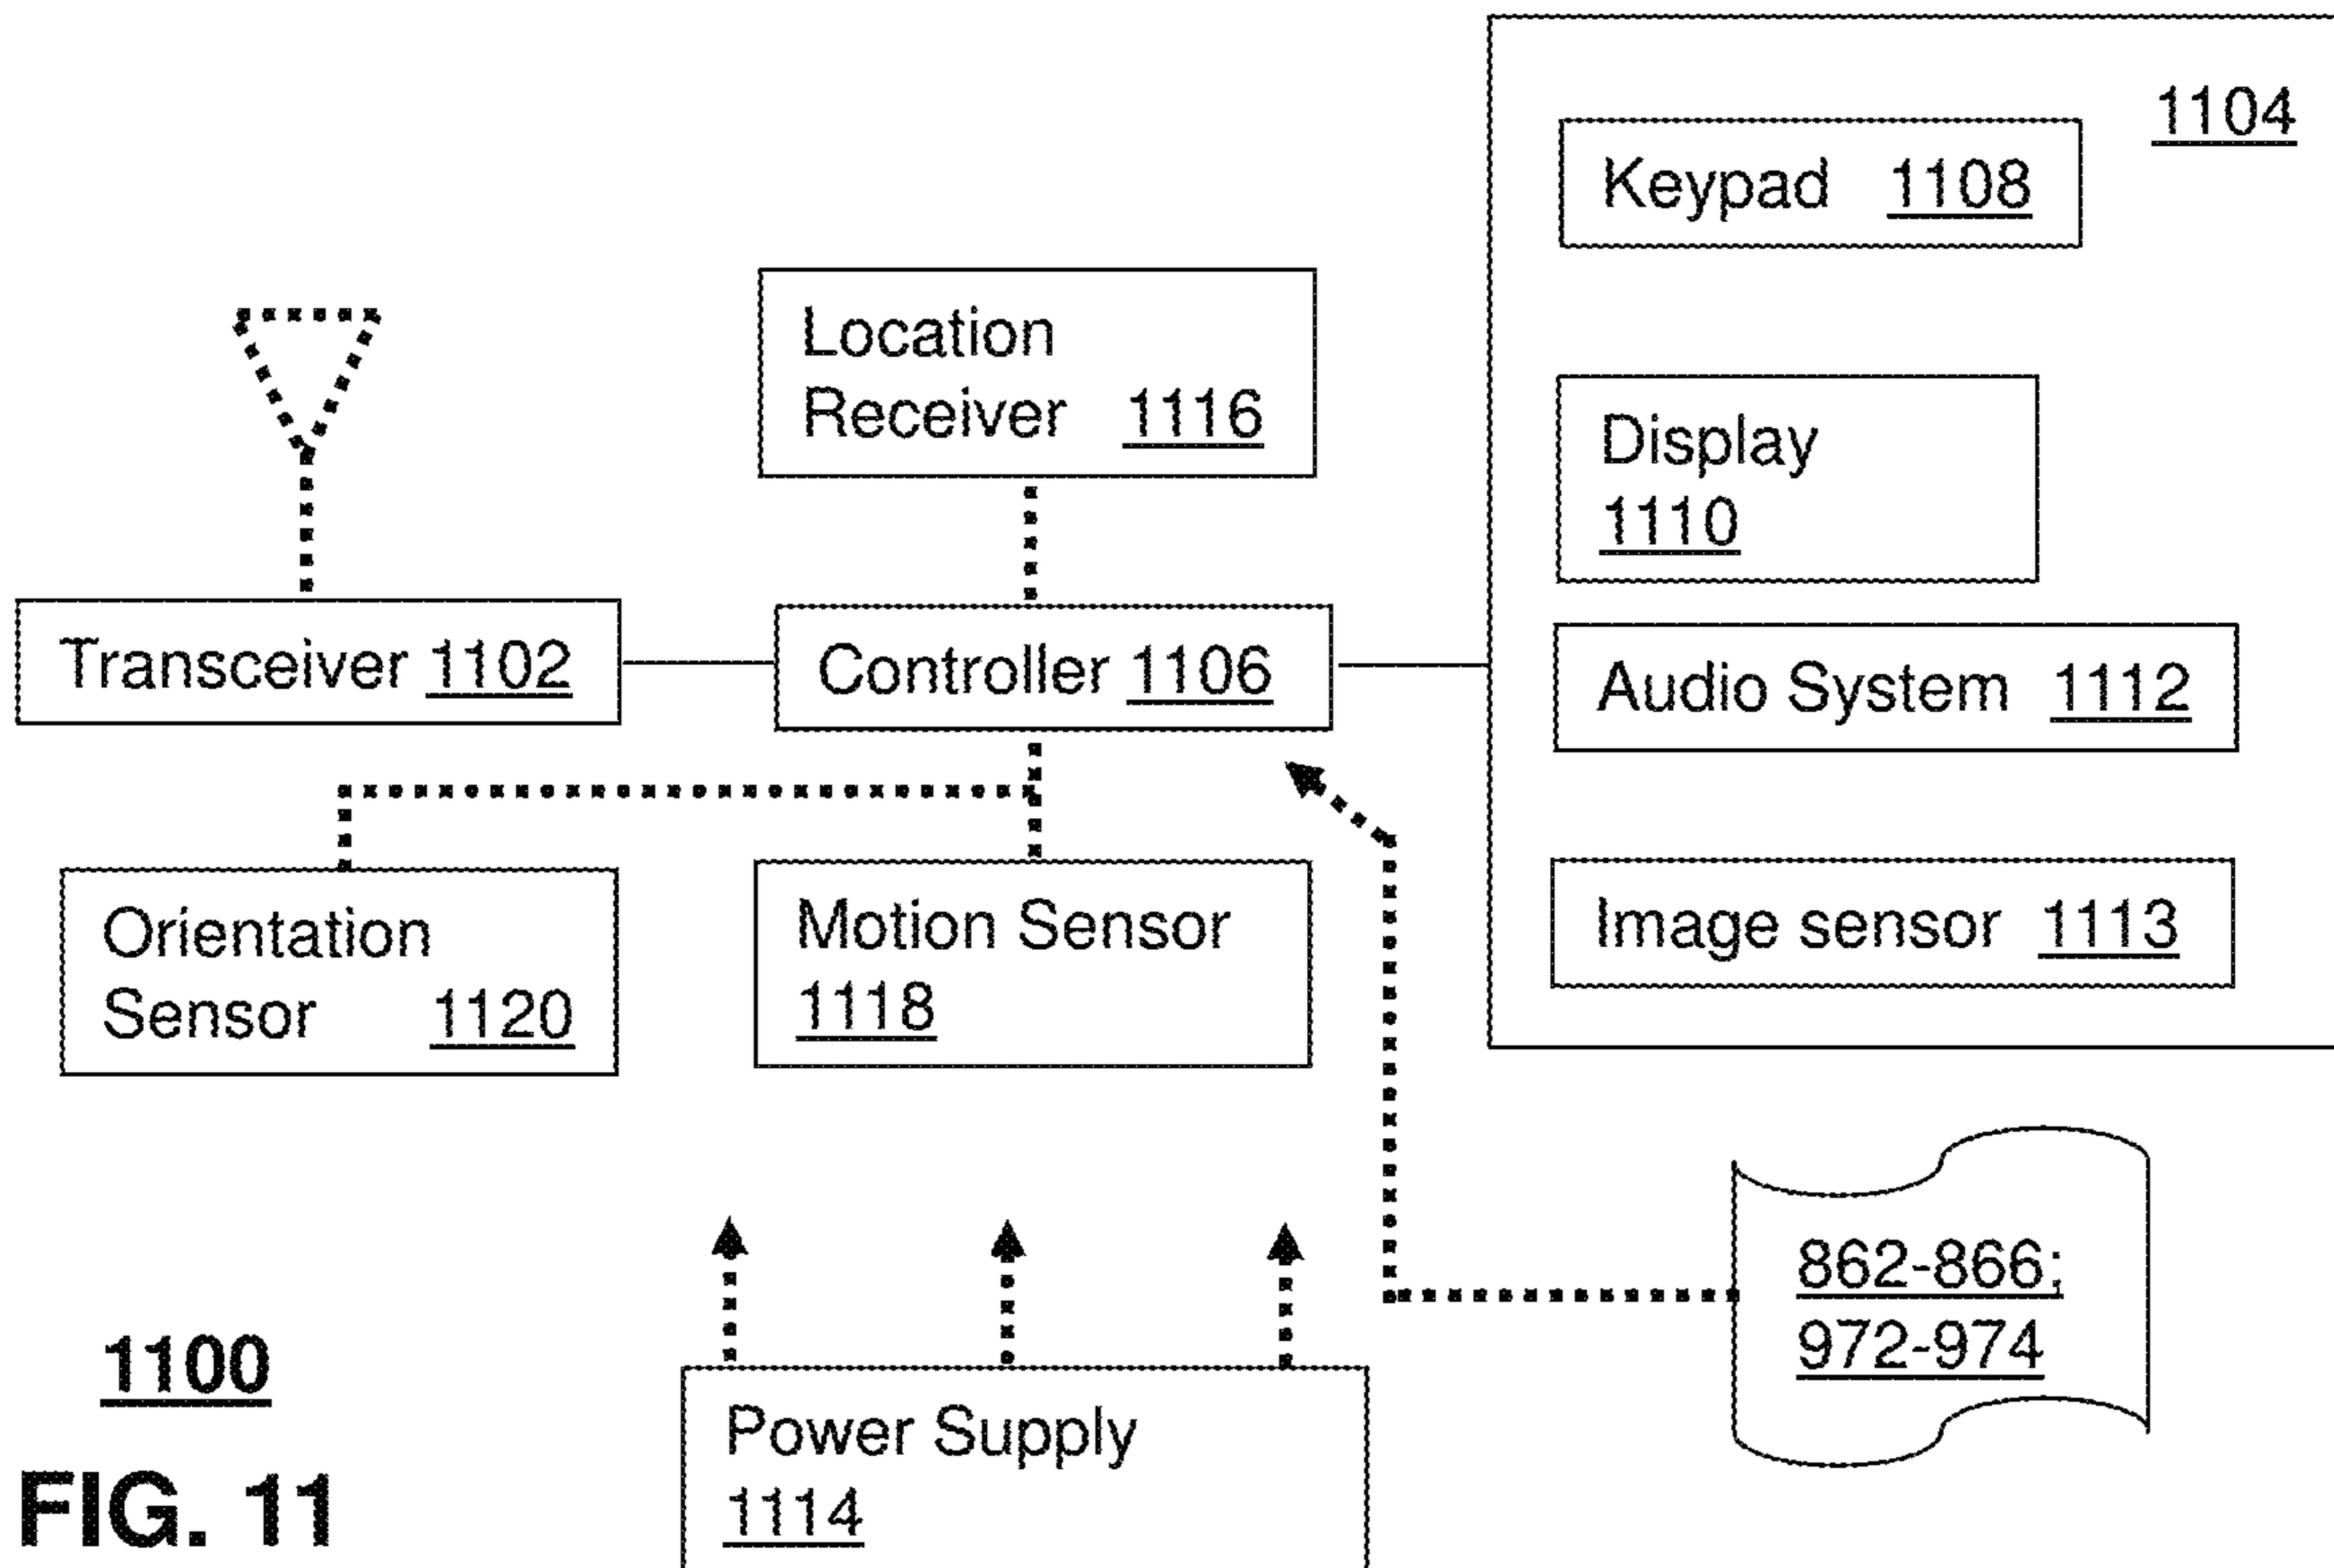 1104
Keypad 1108
Location
Receiver 1116
Display
1110
Transceiver 1102
Controller 1106
Audio System 1112
Orientation
Sensor 1120
Motion Sensor
1118
Image sensor 1113
862-866;
972-974
1100
FIG. 11
Power Supply
1114